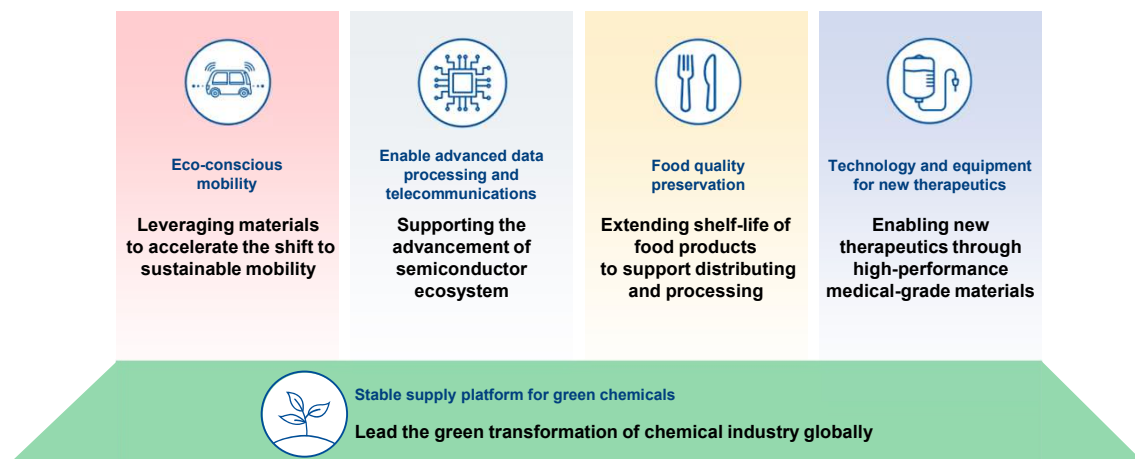 Eco-conscious
mobility
Leveraging materials
to accelerate the shift to
sustainable mobility
Enable advanced data
processing and
telecommunications
Supporting the
advancement of
semiconductor
ecosystem
Food quality
preservation
Extending shelf-life of
food products
to support distributing
and processing
Technology and equipment
for new therapeutics
Enabling new
therapeutics through
high-performance
medical-grade materials
Stable supply platform for green chemicals
Lead the green transformation of chemical industry globally